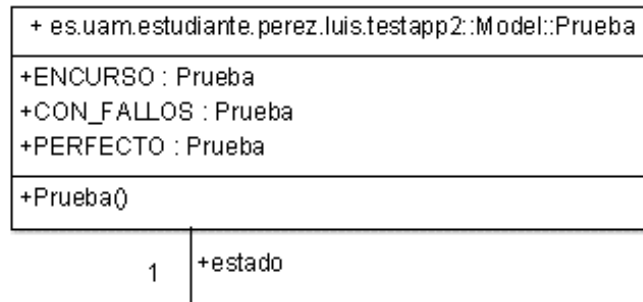 + es.uam.estudiante.perez.luis.testapp2::Model::Prueba
+ENCURSO : Prueba
+CON_FALLOS : Prueba
+PERFECTO : Prueba
+Prueba()
1 +estado